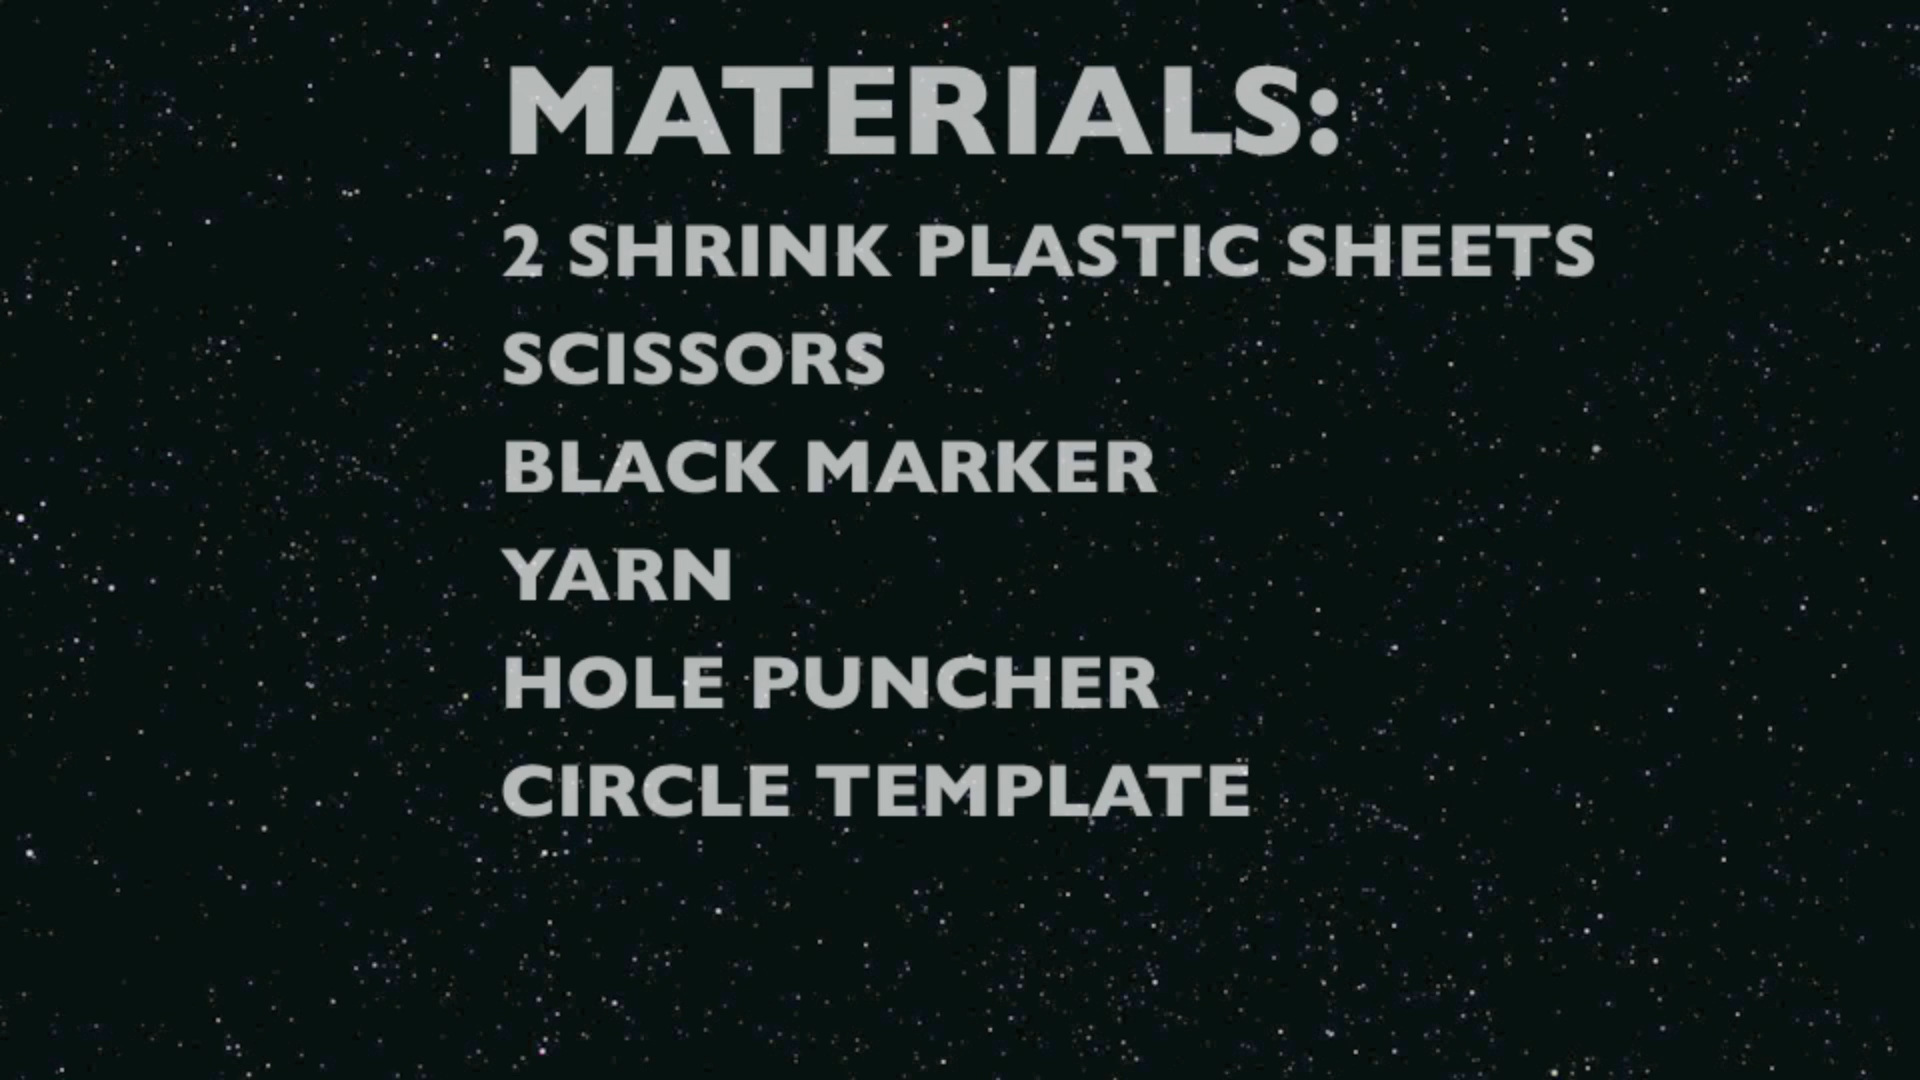 MATERIALS:
2 SHRINK PLASTIC SHEETS
SCISSORS
BLACK MARKER
YARN
HOLE PUNCHER
CIRCLE TEMPLATE